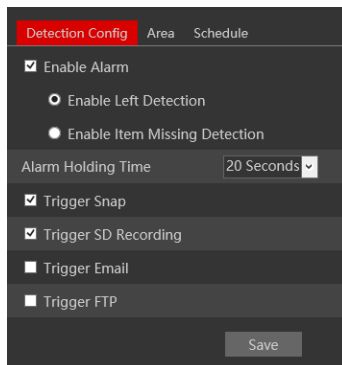 Detection Config Area Schedule
Enable Alarm
Enable Left Detection
Enable Item Missing Detection
Alarm Holding Time 20 Seconds
Trigger Snap
Trigger SD Recording
Trigger Email
Trigger FTP
Save